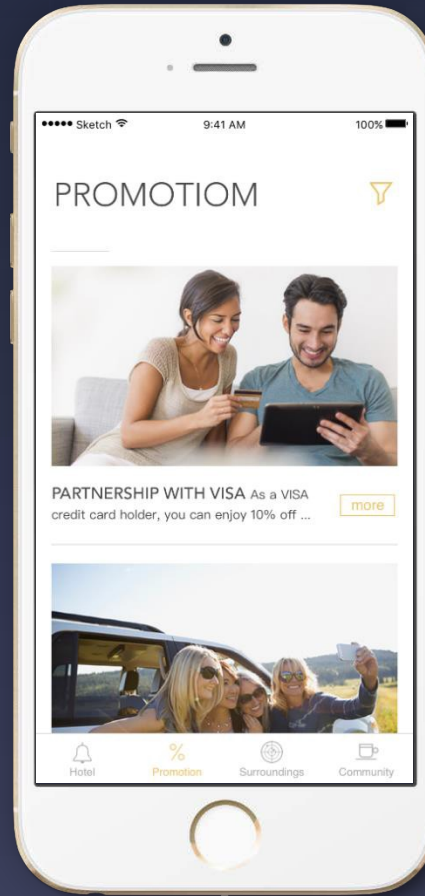 Sketch 9:41 AM 100%
PROMOTIOM
PARTNERSHIP WITH VISA As a VISA
credit card holder, you can enjoy 10% off ...
more
Hotel Promotion Surroundings Community